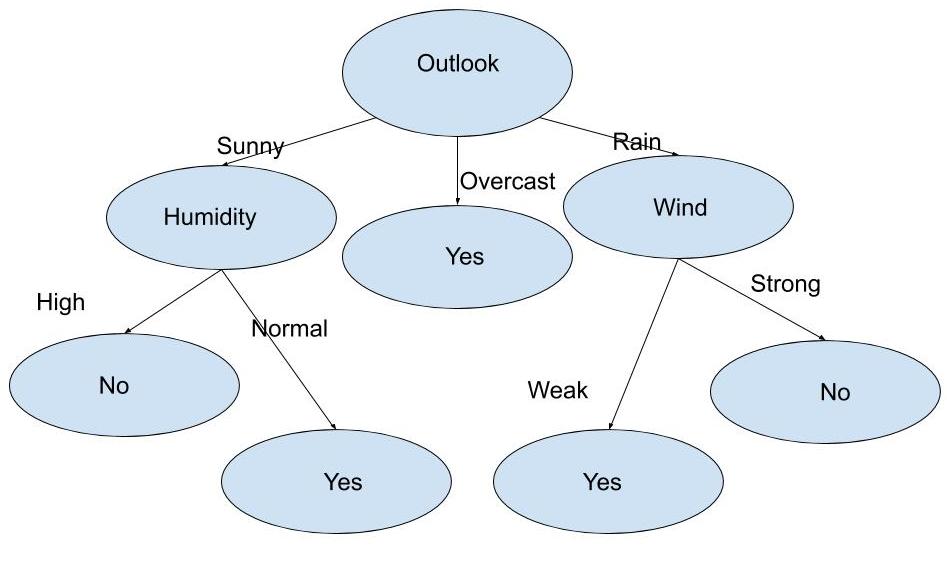 Outlook
Sunny
Rain
Overcast
Humidity
Wind
Yes
High
Normal
Strong
No
Weak
No
Yes
Yes